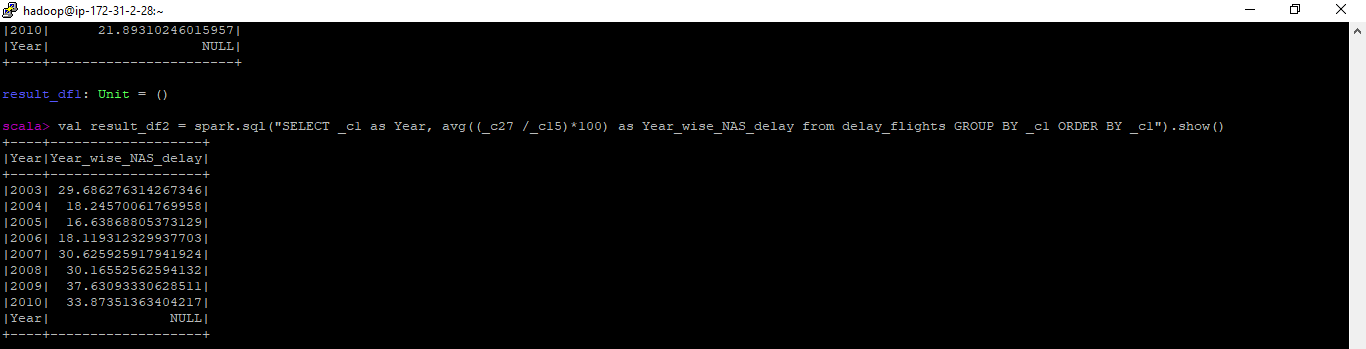 hadoop@ip-172-31-2-28:~
|2010|      21.89310246015957|
|Year|                   NULL|
+----+-----------------------+
result_df1: Unit = ()
scala> val result_df2 = spark.sql("SELECT _c1 as Year, avg((_c27 /_c15)*100) as Year_wise_NAS_delay from delay_flights GROUP BY _c1 ORDER BY _c1").show()
+----+-------------------+
|Year|Year_wise_NAS_delay|
+----+-------------------+
|2003| 29.686276314267346|
|2004|  18.24570061769958|
|2005|  16.63868805373129|
|2006| 18.119312329937703|
|2007| 30.625925917941924|
|2008|  30.16552562594132|
|2009|  37.63093330628511|
|2010|  33.87351363404217|
|Year|               NULL|
+----+-------------------+